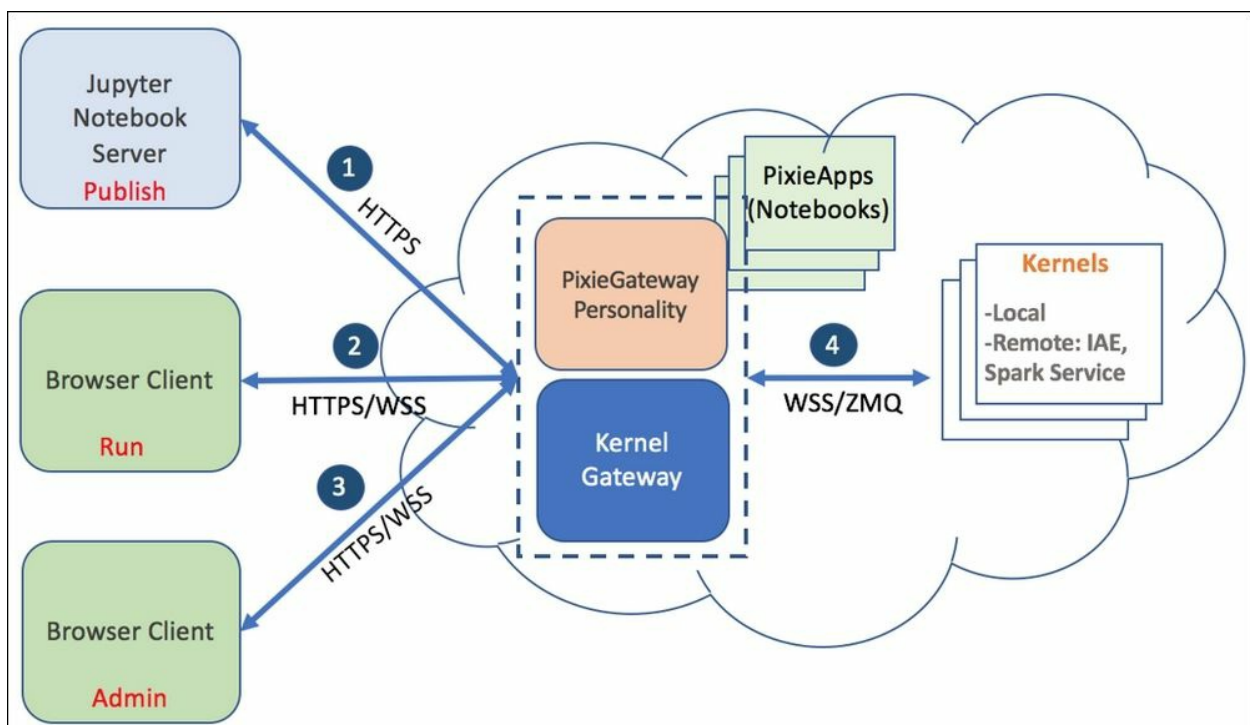 Jupyter
Notebook
Server
Publish
1
HTTPS
Browser Client
Run
2
HTTPS/WSS
Browser Client
Admin
3
HTTPS/WSS
PixieGateway
Personality
Kernel
Gateway
PixieApps
(Notebooks)
4
WSS/ZMQ
Kernels
-Local
-Remote: IAE,
Spark Service